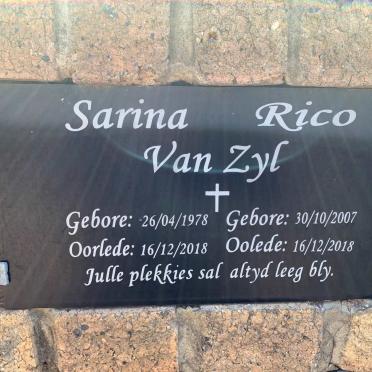 Sarina Rico
Van Zyl
Gebore: -26/04/1978 Gebore: 30/10/2007
Oorlede: 16/12/2018 Oolede: 16/12/2018
Julle plekkies sal altyd leeg bly.